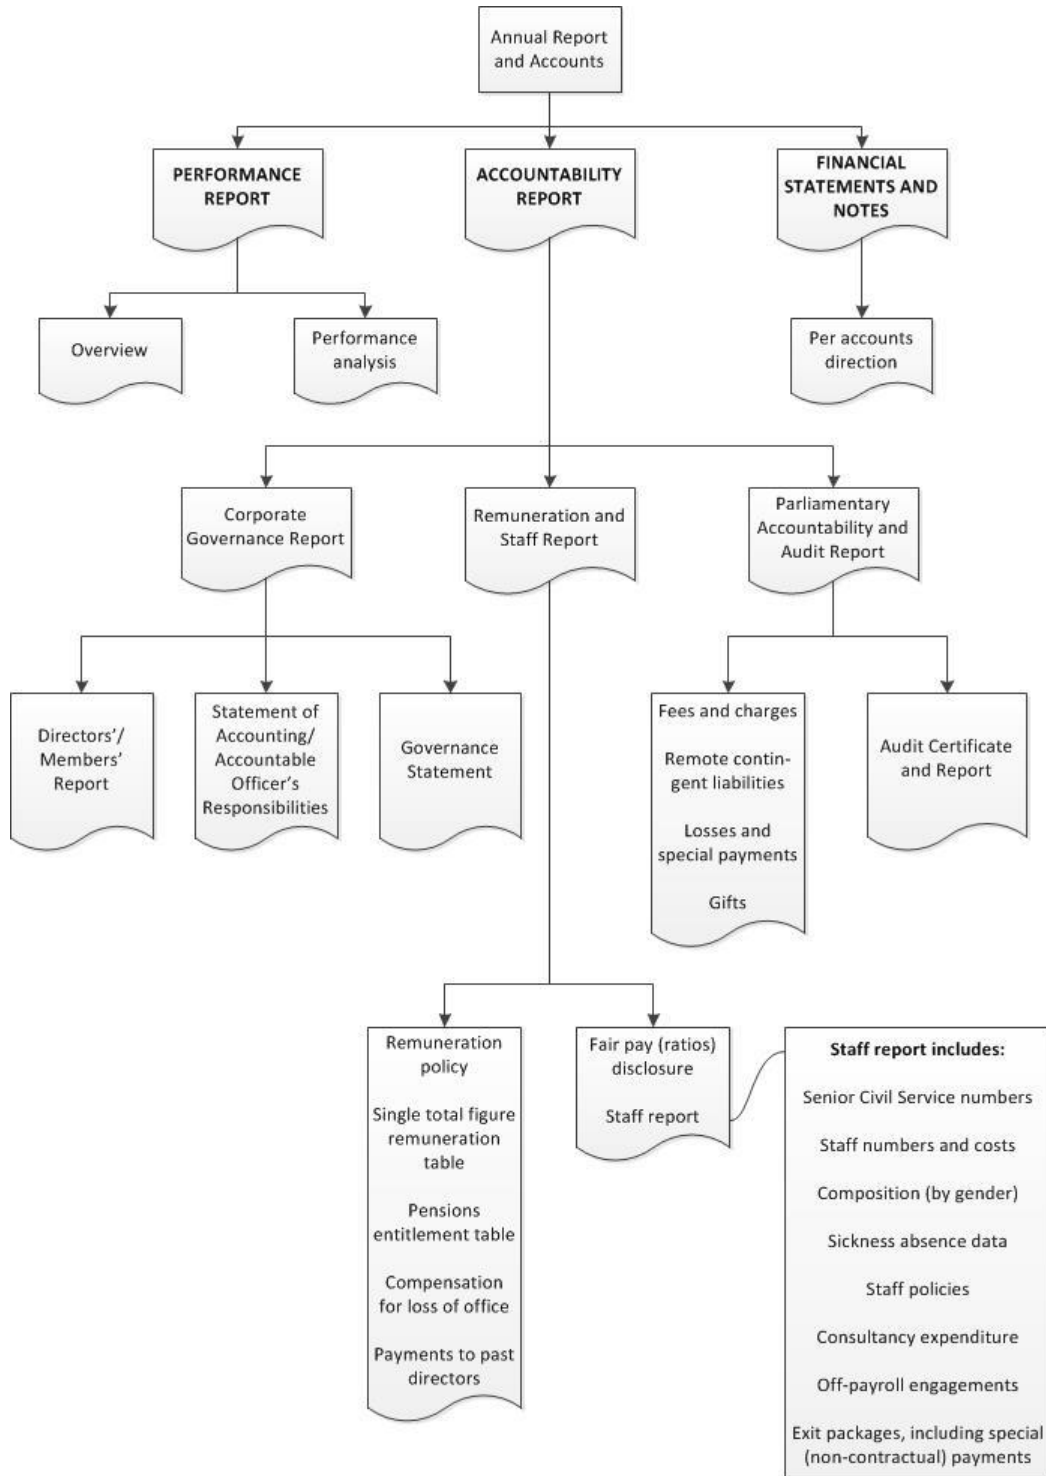 Annual Report
and Accounts
PERFORMANCE
REPORT
ACCOUNTABILITY
REPORT
FINANCIAL
STATEMENTS AND
NOTES
Overview
Performance
analysis
Per accounts
direction
Corporate
Governance Report
Remuneration and
Staff Report
Parliamentary
Accountability and
Audit Report
Directors'/
Members'
Report
Statement of
Accounting/
Accountable
Officer's
Responsibilities
Governance
Statement
Fees and charges
Remote contin-
gent liabilities
Losses and
special payments
Gifts
Audit Certificate
and Report
Remuneration
policy
Single total figure
remuneration
table
Pensions
entitlement table
Compensation
for loss of office
Payments to past
directors
Fair pay (ratios)
disclosure
Staff report
Staff report includes:
Senior Civil Service numbers
Staff numbers and costs
Composition (by gender)
Sickness absence data
Staff policies
Consultancy expenditure
Off-payroll engagements
Exit packages, including special
(non-contractual) payments